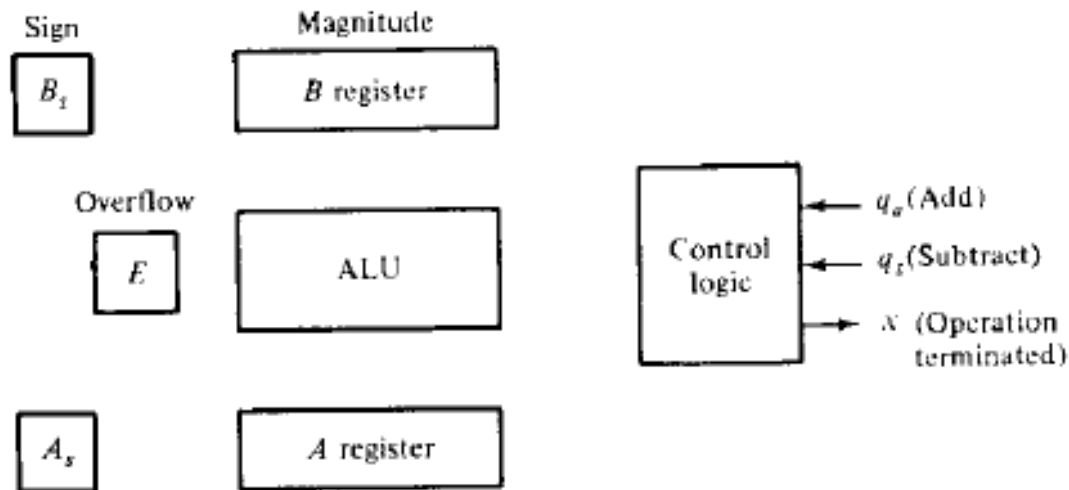 Sign
Magnitude
B_s
B register
Overflow
E
ALU
Control
logic
q_a (Add)
q_s (Subtract)
x (Operation
terminated)
A_s
A register